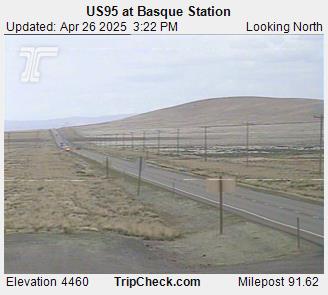 US95 at Basque Station
Updated: Apr 26 2025 3:22 PM Looking North
Elevation 4460 TripCheck.com Milepost 91.62